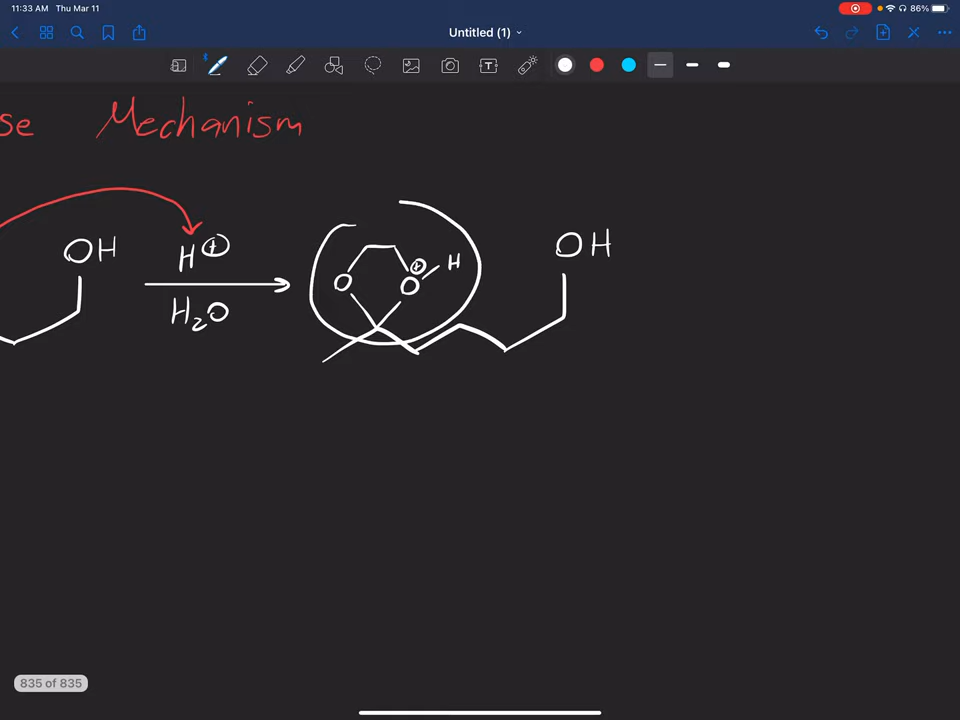 11:33 AM Thu Mar 11
86%
Untitled (1)
T
se Mechanism
OH
H+
H2O
O
O+
H
OH
835 of 835